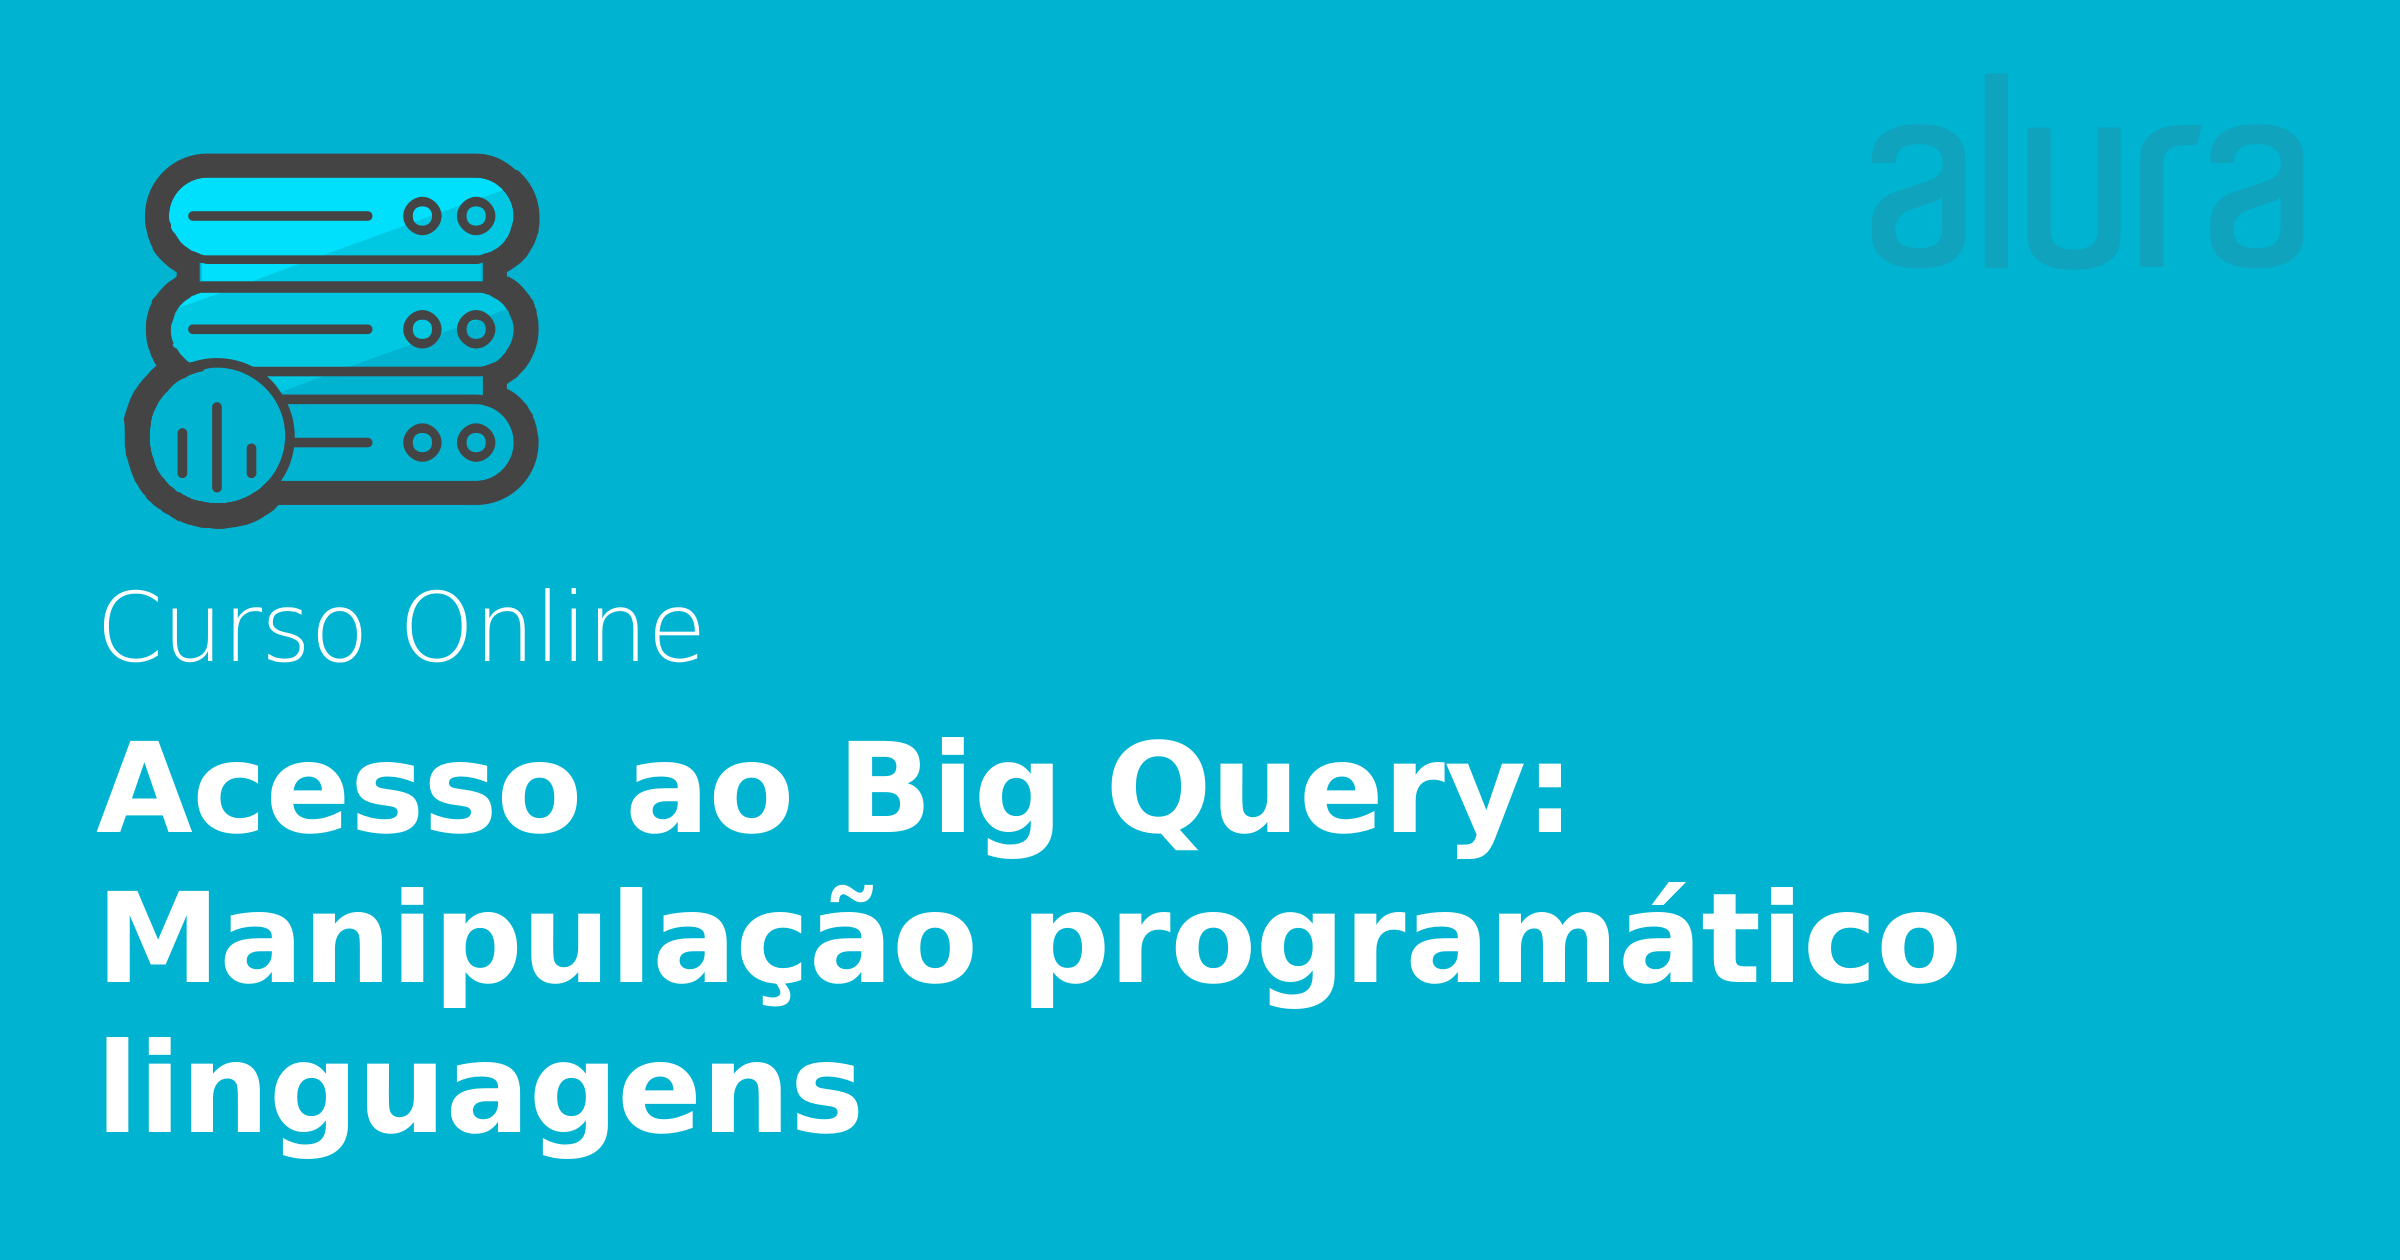 alura
Curso Online
Acesso ao Big Query:
Manipulação programático
linguagens